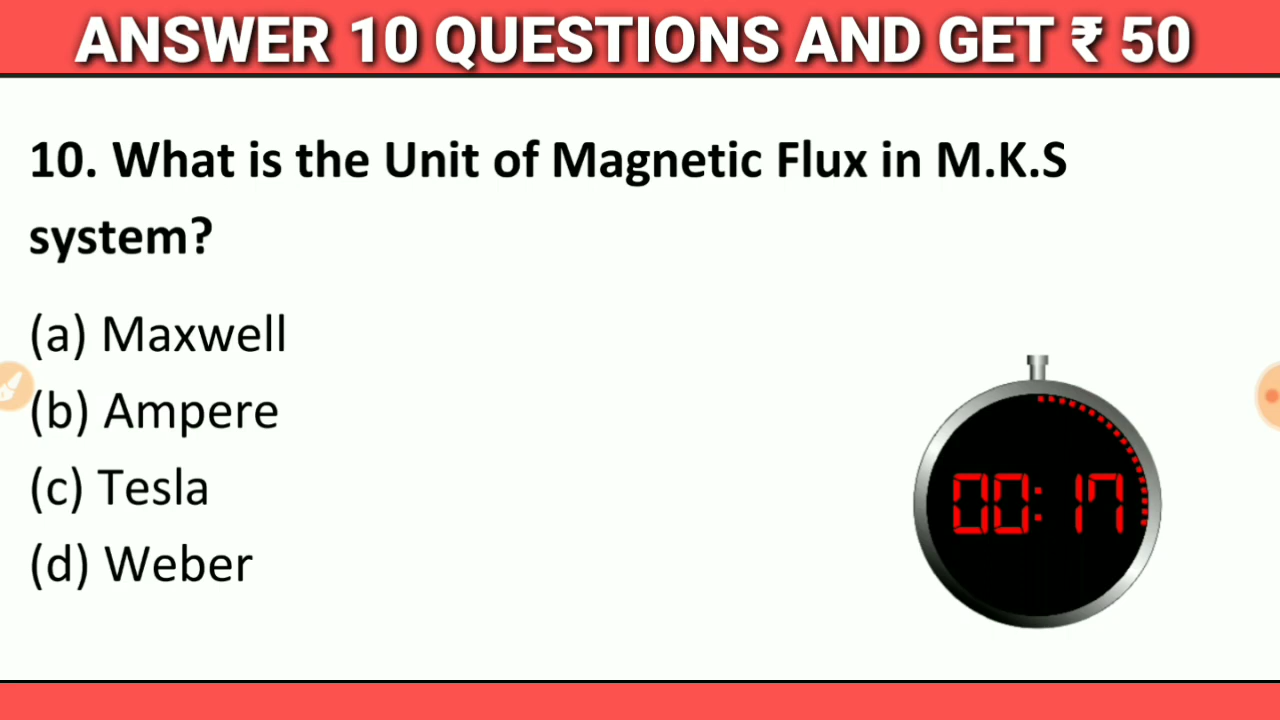 ANSWER 10 QUESTIONS AND GET ₹ 50
10. What is the Unit of Magnetic Flux in M.K.S
system?
(a) Maxwell
(b) Ampere
(c) Tesla
(d) Weber
00:17